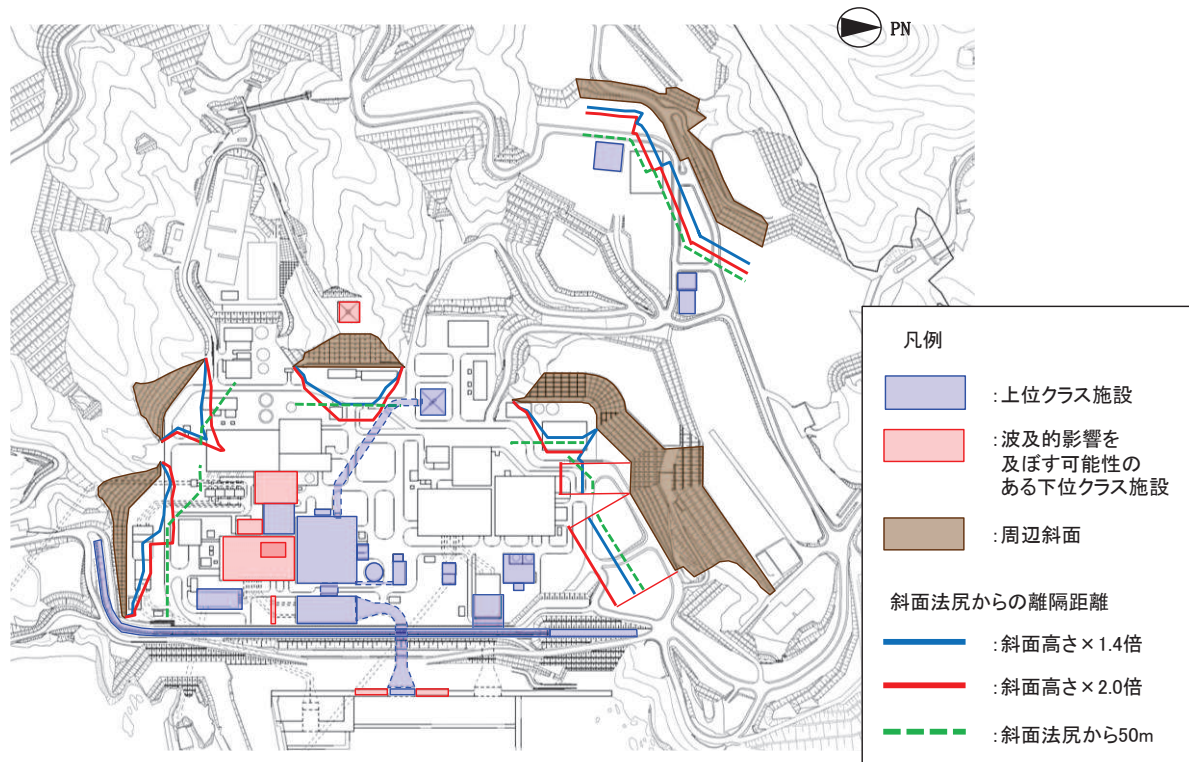 PN
凡例
:上位クラス施設
:波及的影響を
及ぼす可能性の
ある下位クラス施設
:周辺斜面
斜面法尻からの離隔距離
:斜面高さ×1.4倍
:斜面高さ×2.0倍
:斜面法尻から50m